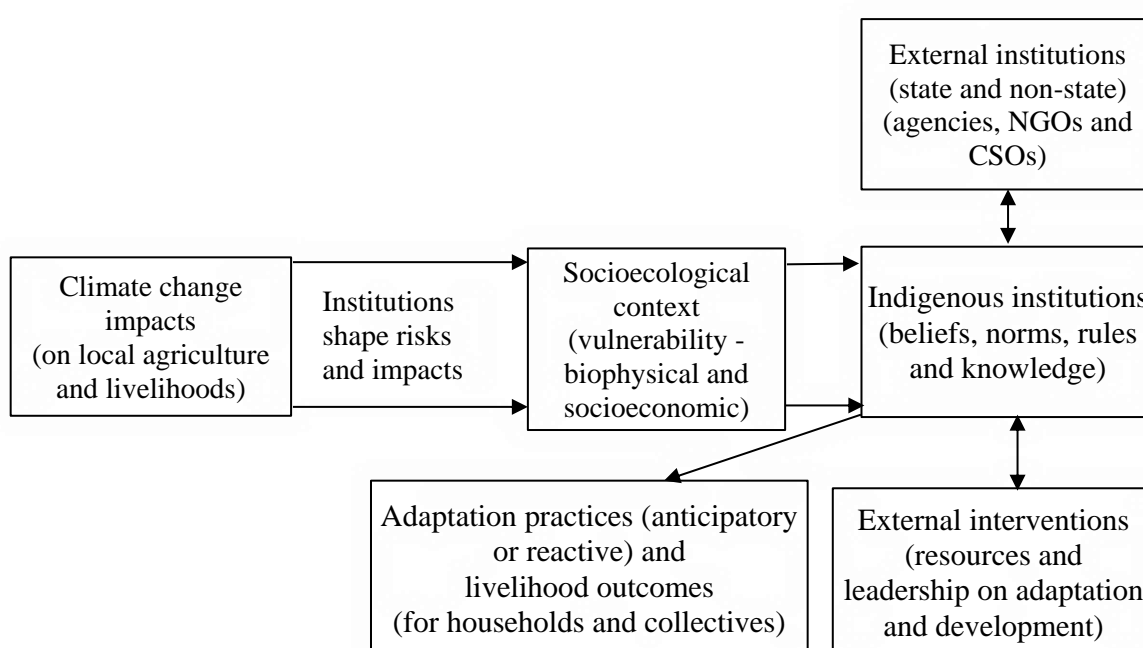 External institutions
(state and non-state)
(agencies, NGOs and
CSOs)
Climate change
impacts
(on local agriculture
and livelihoods)
Institutions
shape risks
and impacts
Socioecological
context
(vulnerability -
biophysical and
socioeconomic)
Indigenous institutions
(beliefs, norms, rules
and knowledge)
Adaptation practices (anticipatory
or reactive) and
livelihood outcomes
(for households and collectives)
External interventions
(resources and
leadership on adaptation
and development)